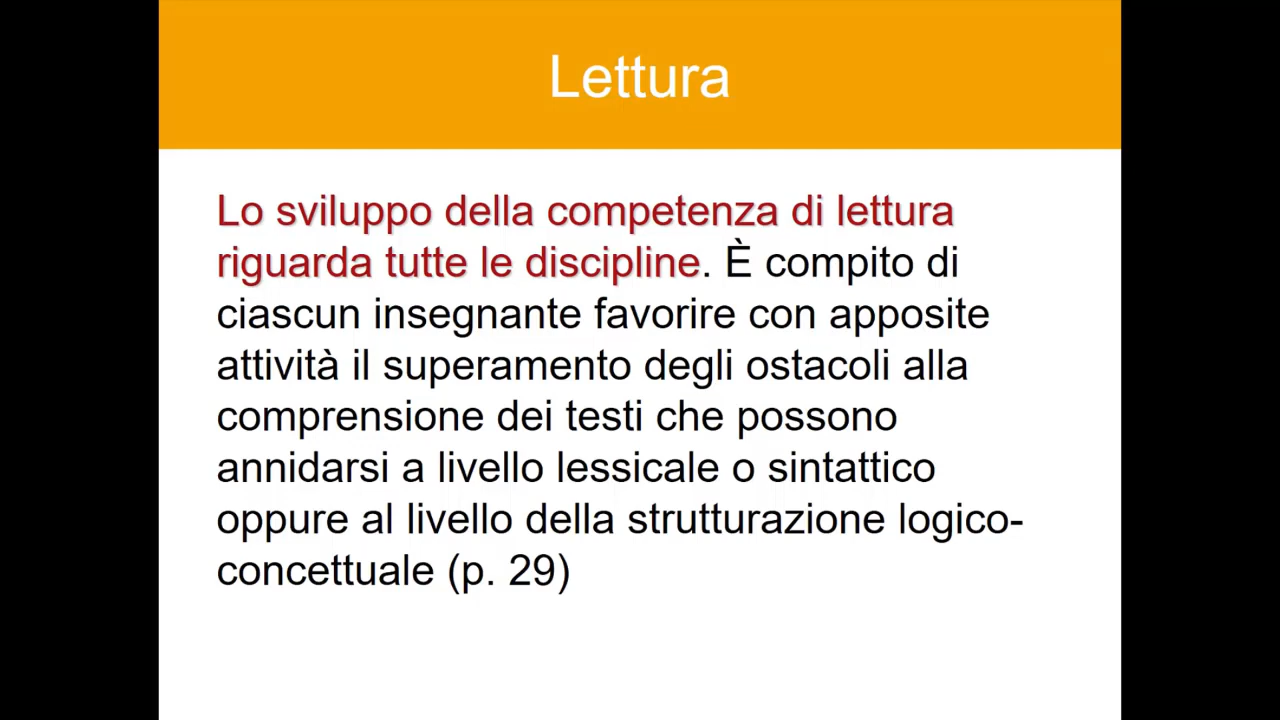 Lettura
Lo sviluppo della competenza di lettura
riguarda tutte le discipline. È compito di
ciascun insegnante favorire con apposite
attività il superamento degli ostacoli alla
comprensione dei testi che possono
annidarsi a livello lessicale o sintattico
oppure al livello della strutturazione logico-
concettuale (p. 29)